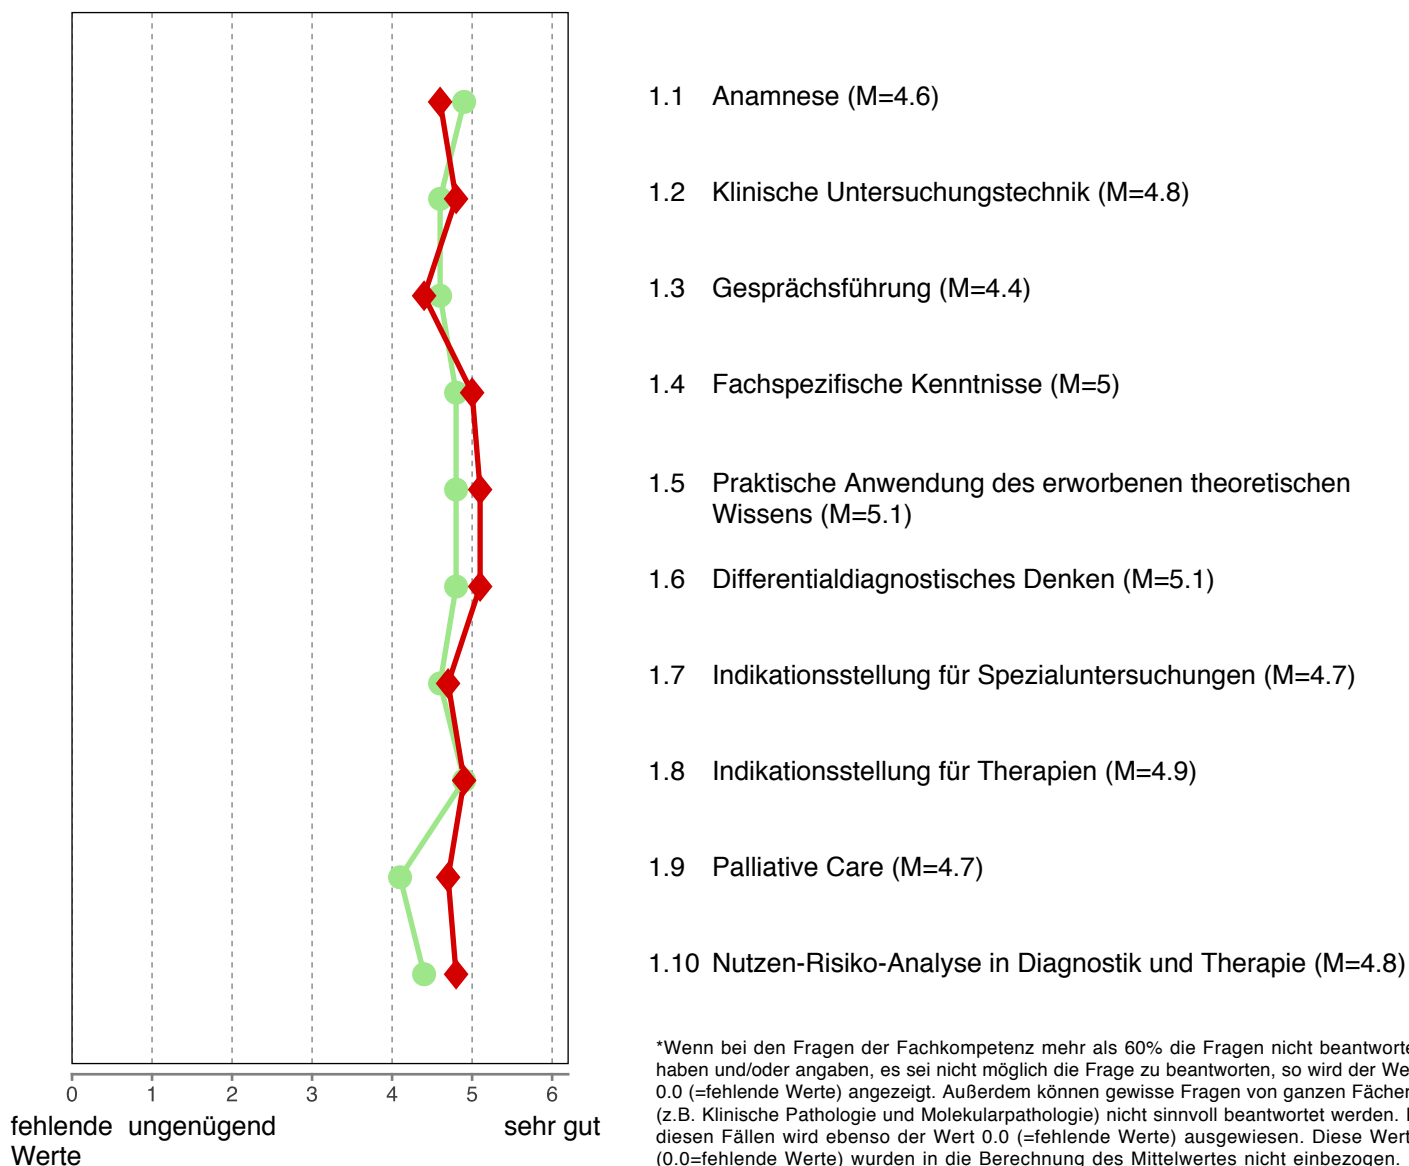 1.1 Anamnese (M=4.6)
1.2 Klinische Untersuchungstechnik (M=4.8)
1.3 Gesprächsführung (M=4.4)
1.4 Fachspezifische Kenntnisse (M=5)
1.5 Praktische Anwendung des erworbenen theoretischen
Wissens (M=5.1)
1.6 Differentialdiagnostisches Denken (M=5.1)
1.7 Indikationsstellung für Spezialuntersuchungen (M=4.7)
1.8 Indikationsstellung für Therapien (M=4.9)
1.9 Palliative Care (M=4.7)
1.10 Nutzen-Risiko-Analyse in Diagnostik und Therapie (M=4.8)
0 1 2 3 4 5 6
fehlende ungenügend sehr gut
Werte
*Wenn bei den Fragen der Fachkompetenz mehr als 60% die Fragen nicht beantworte
haben und/oder angaben, es sei nicht möglich die Frage zu beantworten, so wird der We
0.0 (=fehlende Werte) angezeigt. Außerdem können gewisse Fragen von ganzen Fächer
(z.B. Klinische Pathologie und Molekularpathologie) nicht sinnvoll beantwortet werden.
diesen Fällen wird ebenso der Wert 0.0 (=fehlende Werte) ausgewiesen. Diese Wert
(0.0=fehlende Werte) wurden in die Berechnung des Mittelwertes nicht einbezogen.